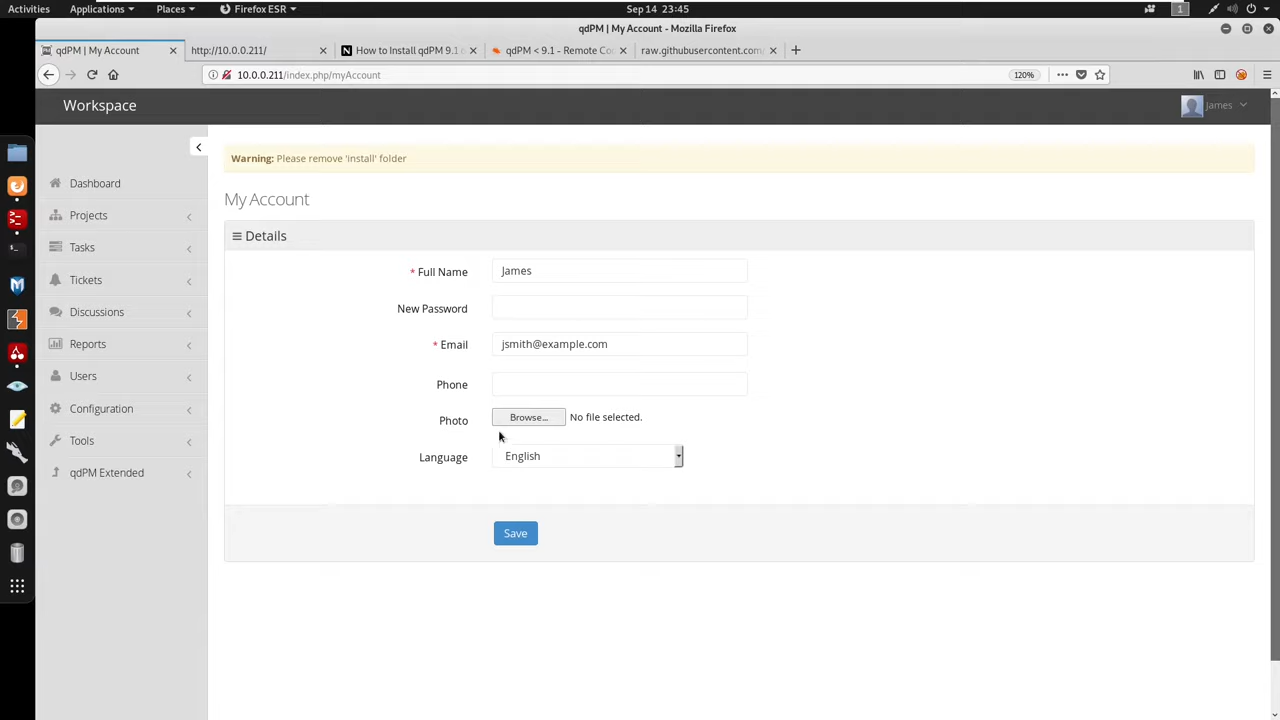 Activities Applications Places Firefox ESR Sep 14 23:45 1
qdPM | My Account - Mozilla Firefox
qdPM | My Account http://10.0.0.211/ How to Install qdPM 9.1 qdPM < 9.1 - Remote Co raw.githubusercontent.com
10.0.0.211/index.php/myAccount 120%
Workspace James
Warning: Please remove 'install' folder
Dashboard
My Account
Projects
Details
Tasks
* Full Name James
Tickets
New Password
Discussions
* Email jsmith@example.com
Reports
Phone
Users
Photo Browse... No file selected.
Configuration
Language English
Tools
qdPM Extended
Save